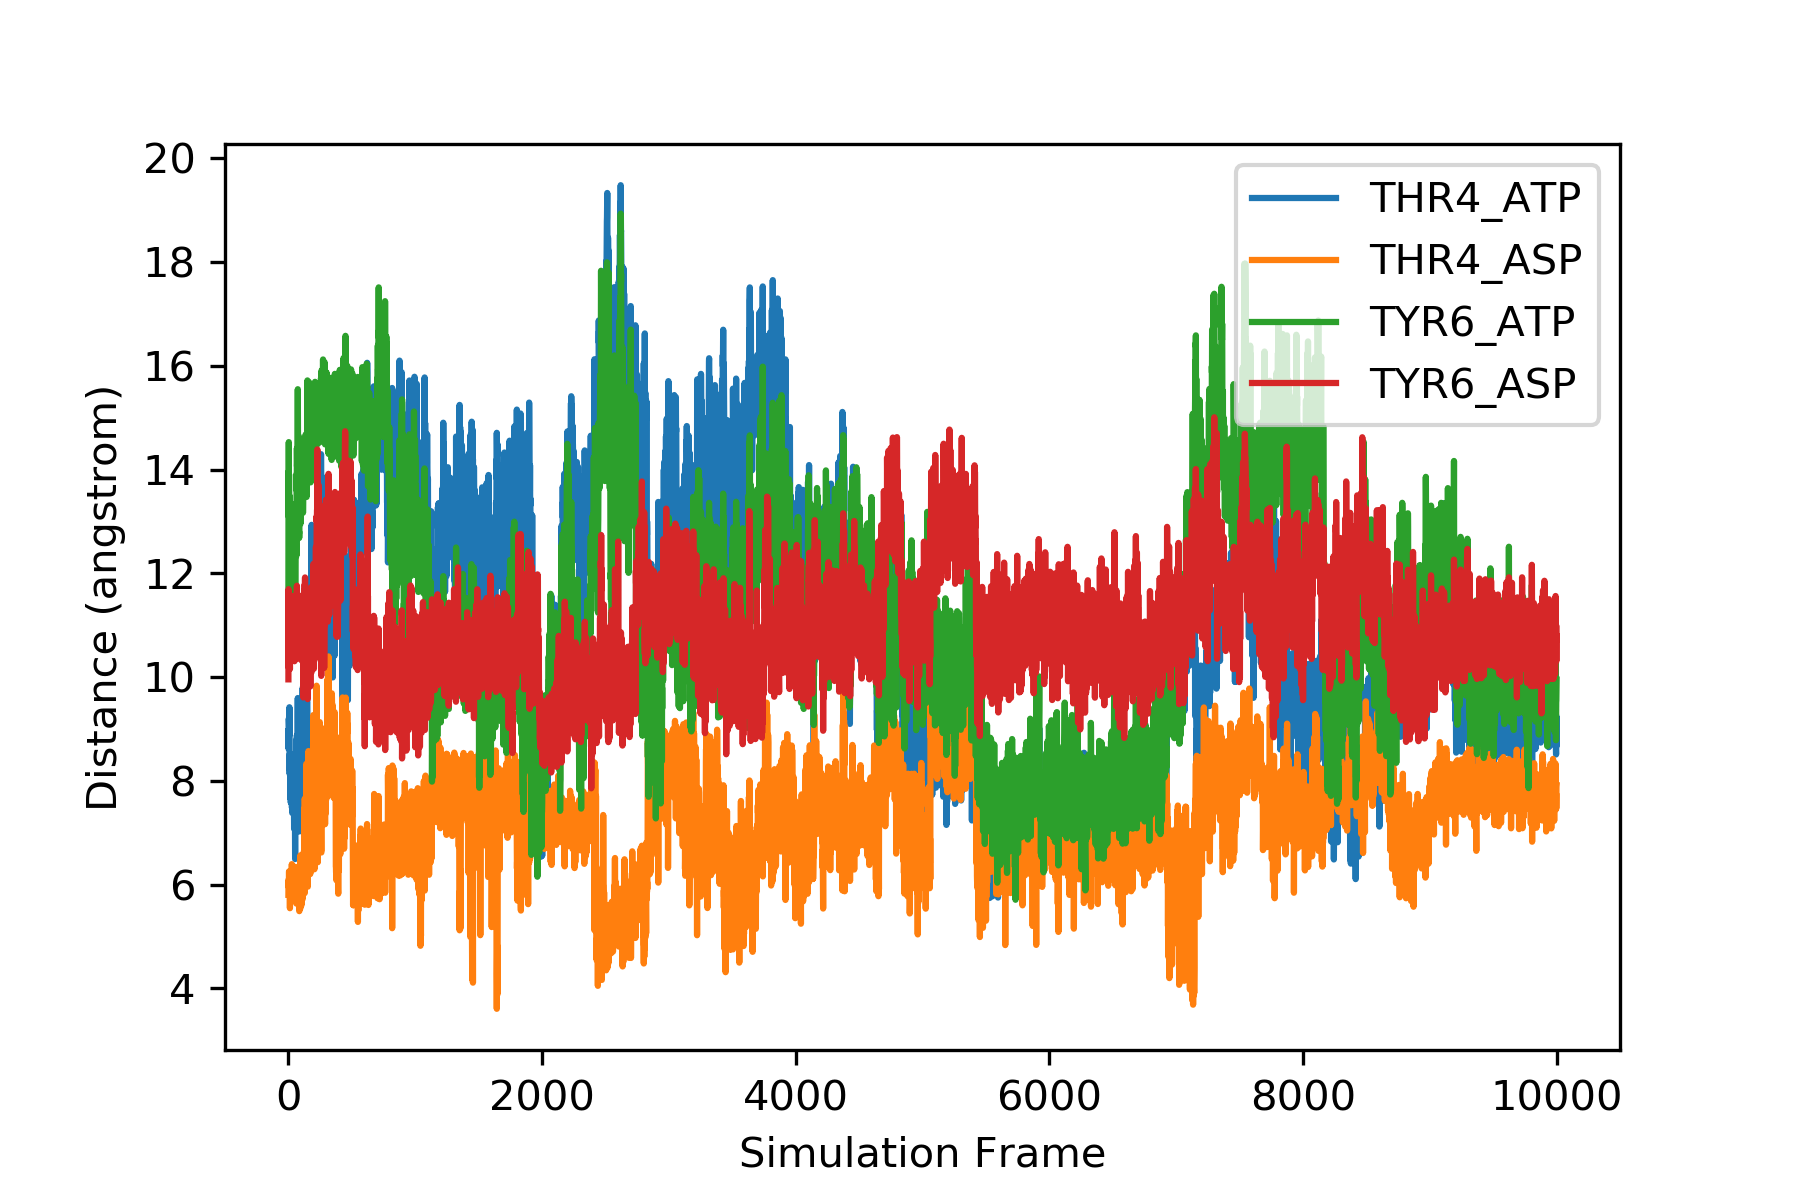 20
18
16
14
12
10
8
6
4
Distance (angstrom)
THR4_ATP
THR4_ASP
TYR6_ATP
TYR6_ASP
0 2000 4000 6000 8000 10000
Simulation Frame